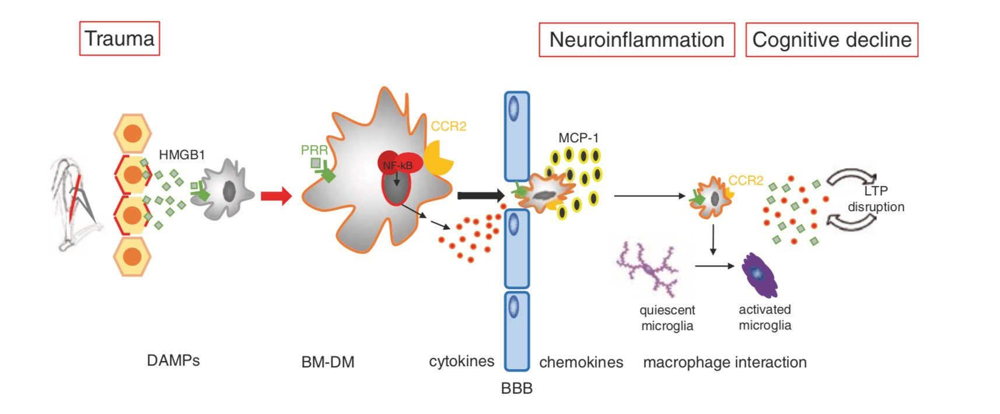 Trauma
Neuroinflammation
Cognitive decline
HMGB1
PRR
CCR2
NF-kB
MCP-1
CCR2
LTP
disruption
quiescent
microglia
activated
microglia
DAMPs
BM-DM
cytokines
chemokines
macrophage interaction
BBB